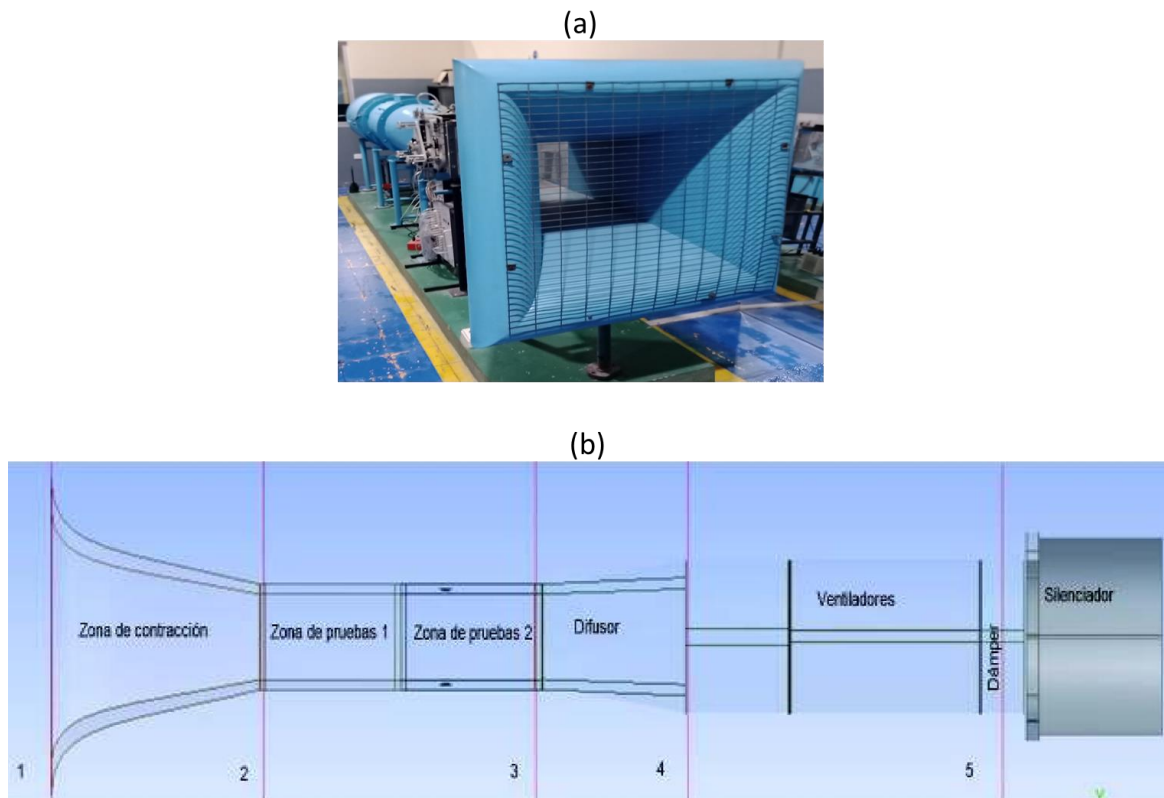 (a)
(b)
Zona de contracción
Zona de pruebas 1
Zona de pruebas 2
Difusor
Ventiladores
Dámper
Silenciador
1
2
3
4
5
Y